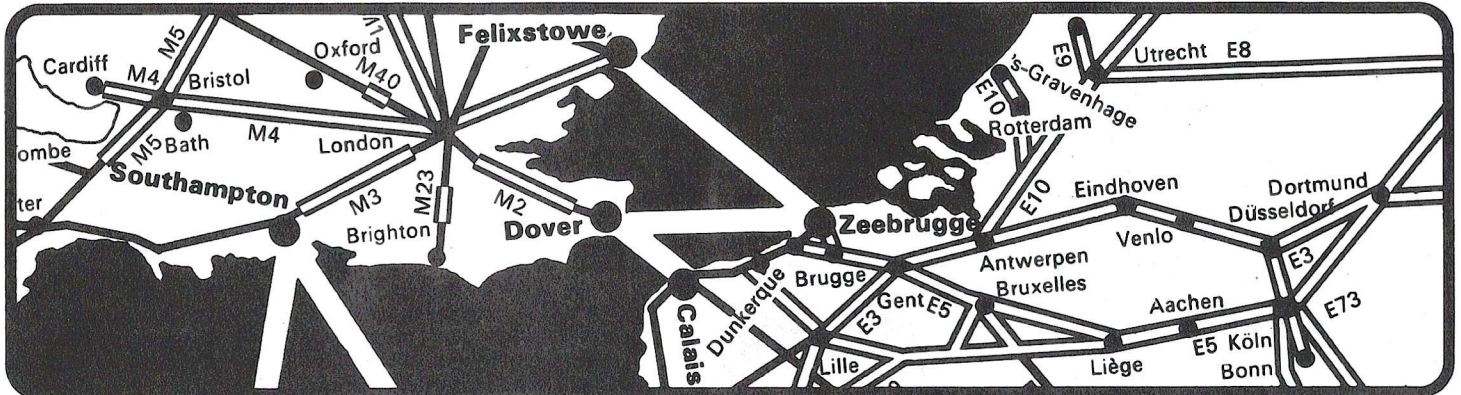 Cardiff
M4
M5
Bristol
Oxford
M40
M1
Felixstowe
M5
Bath
M4
London
ombe
Southampton
M3
M23
M2
ter
Brighton
Dover
Zeebrugge
E9
Utrecht E8
's-Gravenhage
E10
Rotterdam
E10
Eindhoven
Dortmund
Düsseldorf
Venlo
E3
Antwerpen
Bruxelles
Brugge
Gent
E5
E3
Dunkerque
Calais
Lille
Aachen
Liège
E5
Köln
Bonn
E73